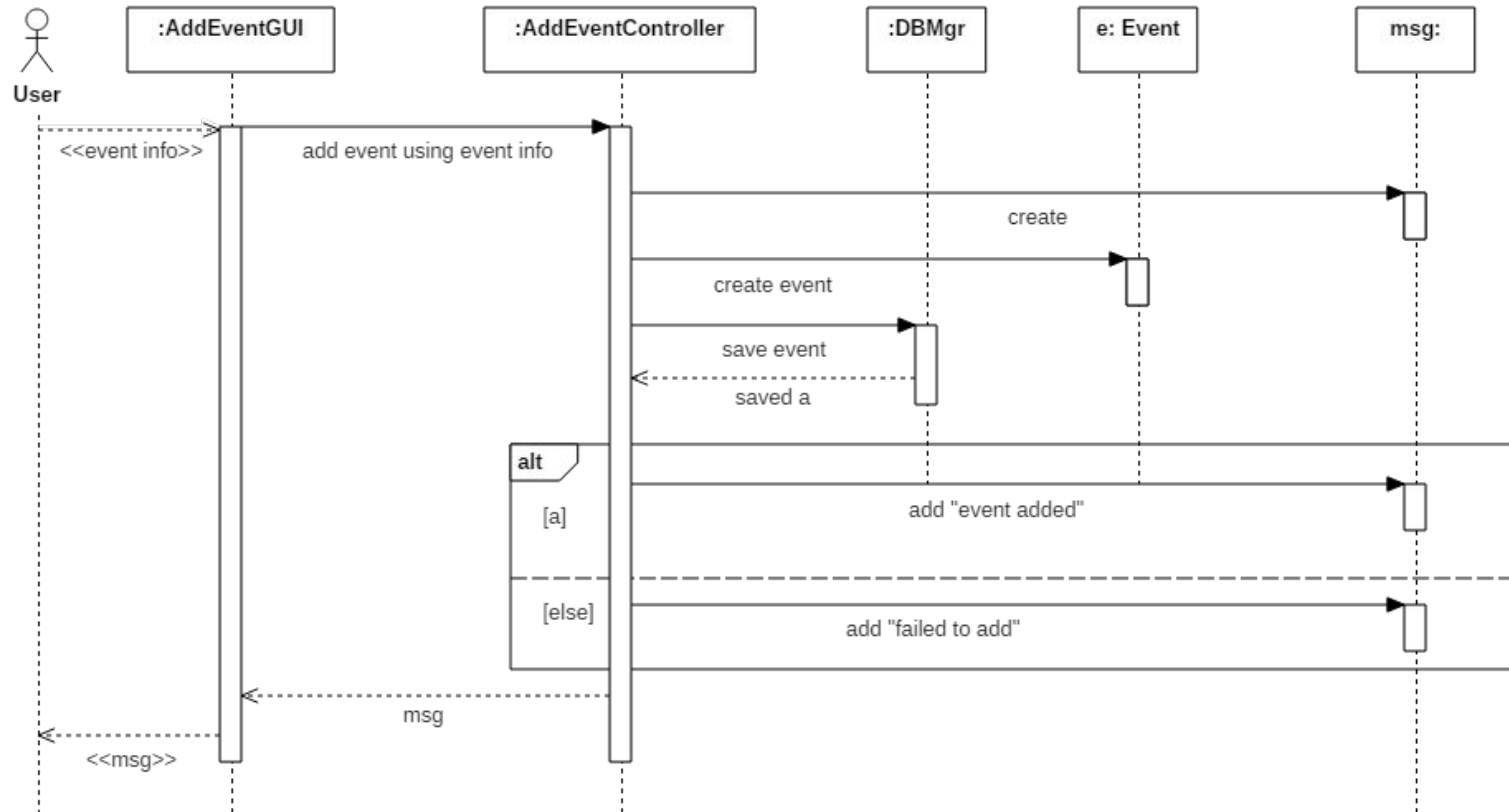 :AddEventGUI
:AddEventController
:DBMgr
e: Event
msg:
User
<<event info>>
add event using event info
create
create event
save event
saved a
alt
[a]
add "event added"
[else]
add "failed to add"
msg
<<msg>>